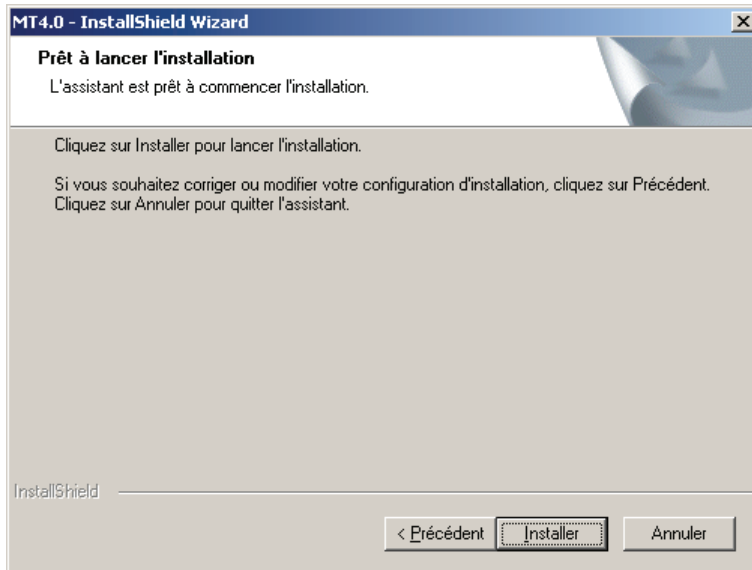 MT4.0 - InstallShield Wizard
Prêt à lancer l'installation
L'assistant est prêt à commencer l'installation.
Cliquez sur Installer pour lancer l'installation.
Si vous souhaitez corriger ou modifier votre configuration d'installation, cliquez sur Précédent.
Cliquez sur Annuler pour quitter l'assistant.
InstallShield
< Précédent Installer Annuler